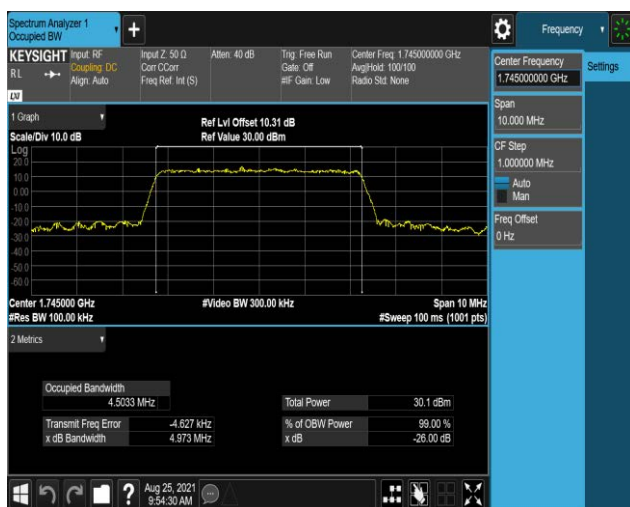 Spectrum Analyzer 1
Occupied BW
+
Frequency
KEYSIGHT
RL
LXI
Input: RF
Coupling: DC
Align: Auto
Input Z: 50 Ω
Corr CCorr
Freq Ref: Int (S)
Atten: 40 dB
Trig: Free Run
Gate: Off
#IF Gain: Low
Center Freq: 1.745000000 GHz
Avg|Hold: 100/100
Radio Std: None
Center Frequency
1.745000000 GHz
Settings
Span
10.000 MHz
CF Step
1.000000 MHz
Auto
Man
Freq Offset
0 Hz
1 Graph
Scale/Div 10.0 dB
Ref Lvl Offset 10.31 dB
Ref Value 30.00 dBm
Log
20.0
10.0
0.00
-10.0
-20.0
-30.0
-40.0
-50.0
-60.0
Center 1.745000 GHz
#Res BW 100.00 kHz
#Video BW 300.00 kHz
Span 10 MHz
#Sweep 100 ms (1001 pts)
2 Metrics
Occupied Bandwidth
4.5033 MHz
Total Power 30.1 dBm
Transmit Freq Error -4.627 kHz
% of OBW Power 99.00 %
x dB Bandwidth 4.973 MHz
x dB -26.00 dB
?
Aug 25, 2021
9:54:30 AM